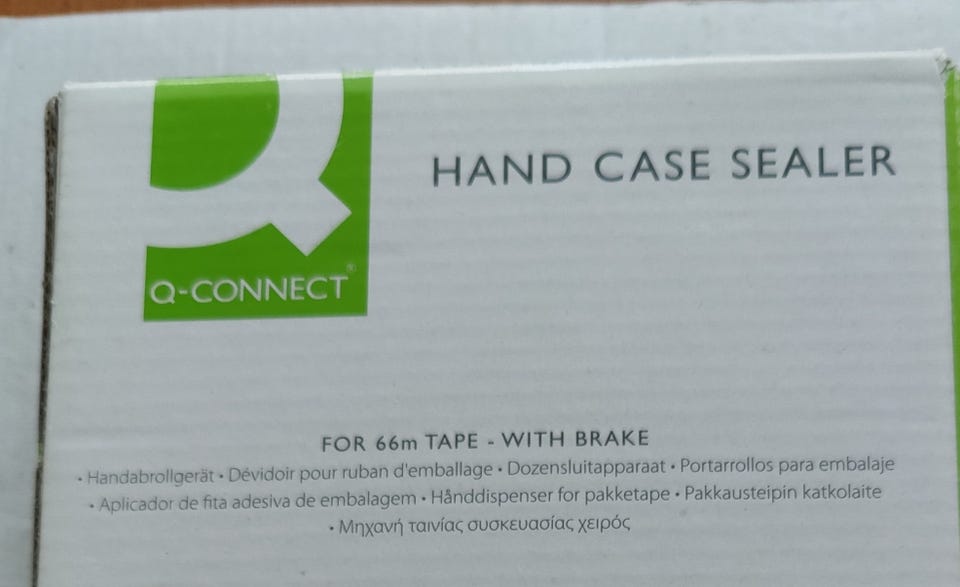 HAND CASE SEALER
Q-CONNECT®
FOR 66m TAPE - WITH BRAKE
• Handabrollgerät • Dévidoir pour ruban d'emballage • Dozensluitapparaat • Portarrollos para embalaje
• Aplicador de fita adesiva de embalagem • Hånddispenser for pakketape • Pakkausteipin katkolaite
• Μηχανή ταινίας συσκευασίας χειρός